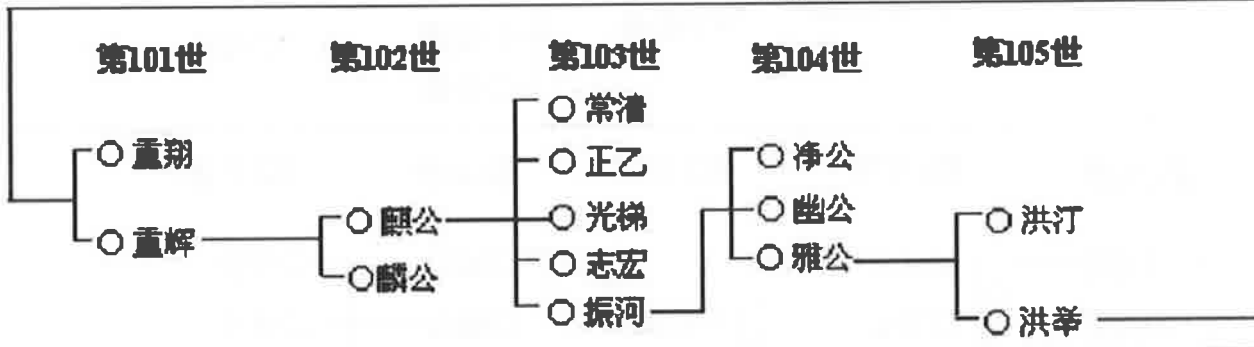 第101世 第102世 第103世 第104世 第105世
重翔
重辉
麒公
麟公
常清
正乙
光梯
志宏
振河
净公
幽公
雅公
洪汀
洪举